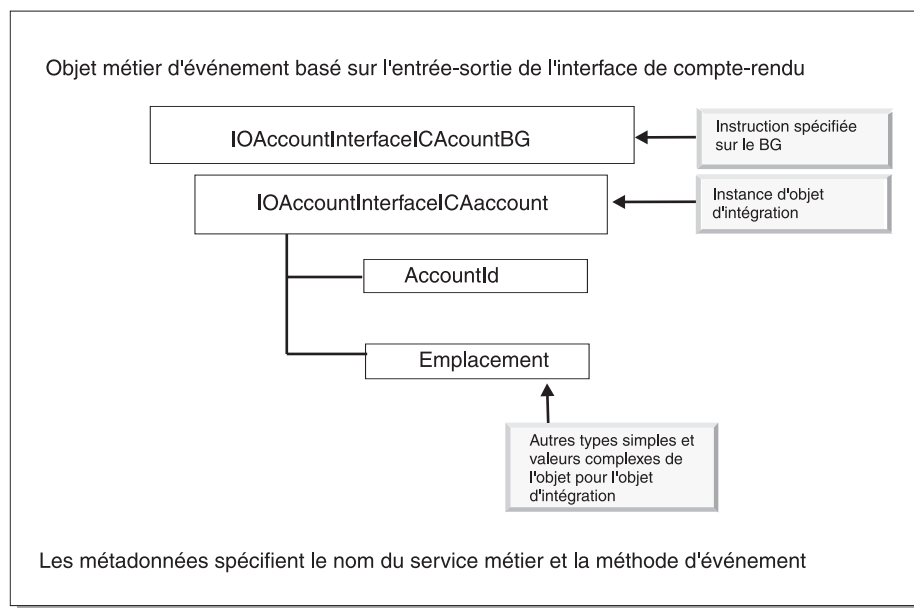 Objet métier d'événement basé sur l'entrée-sortie de l'interface de compte-rendu
IOAccountInterfaceICAcountBG
Instruction spécifiée
sur le BG
IOAccountInterfaceICAaccount
Instance d'objet
d'intégration
AccountId
Emplacement
Autres types simples et
valeurs complexes de
l'objet pour l'objet
d'intégration
Les métadonnées spécifient le nom du service métier et la méthode d'événement